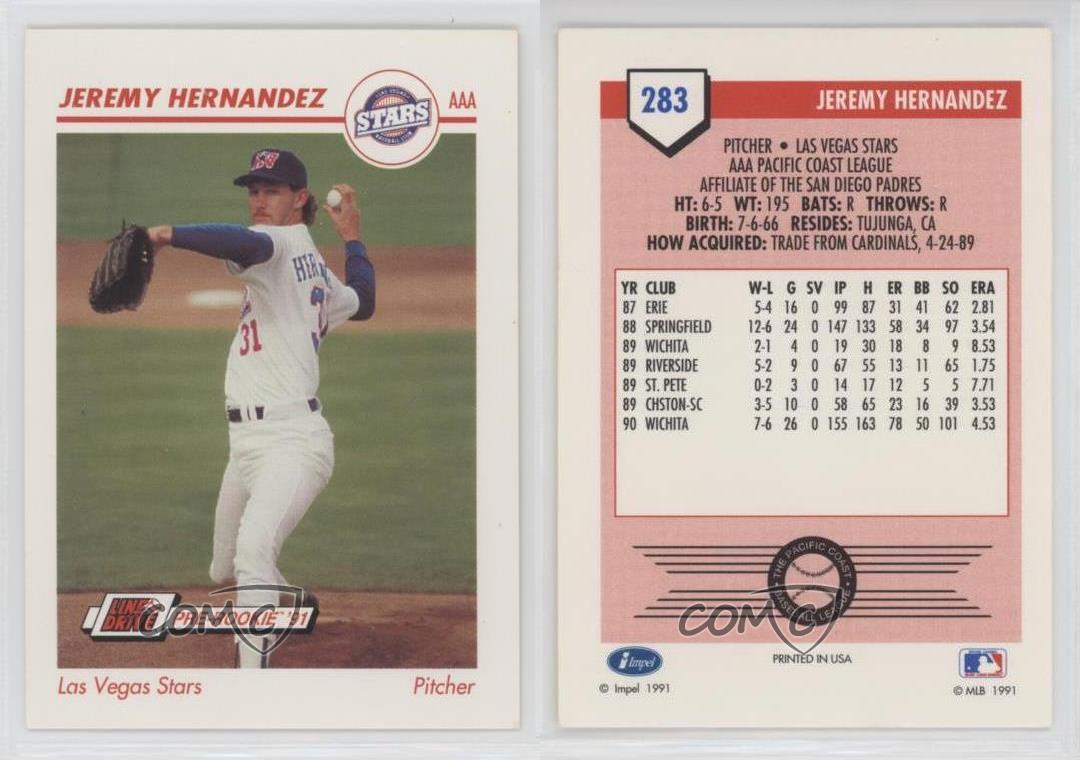 JEREMY HERNANDEZ
LAS VEGAS
STARS
BASEBALL CLUB
AAA
31
LINE
DRIVE
PRE-ROOKIE '91
COMC
Las Vegas Stars
Pitcher
283
JEREMY HERNANDEZ
PITCHER • LAS VEGAS STARS
AAA PACIFIC COAST LEAGUE
AFFILIATE OF THE SAN DIEGO PADRES
HT: 6-5 WT: 195 BATS: R THROWS: R
BIRTH: 7-6-66 RESIDES: TUJUNGA, CA
HOW ACQUIRED: TRADE FROM CARDINALS, 4-24-89
YR CLUB W-L G SV IP H ER BB SO ERA
87 ERIE 5-4 16 0 99 87 31 41 62 2.81
88 SPRINGFIELD 12-6 24 0 147 133 58 34 97 3.54
89 WICHITA 2-1 4 0 19 30 18 8 9 8.53
89 RIVERSIDE 5-2 9 0 67 55 13 11 65 1.75
89 ST. PETE 0-2 3 0 14 17 12 5 5 7.71
89 CHSTON-SC 3-5 10 0 58 65 23 16 39 3.53
90 WICHITA 7-6 26 0 155 163 78 50 101 4.53
THE PACIFIC COAST
BASEBALL LEAGUE
COMC
Impel
PRINTED IN USA
© Impel 1991
© MLB 1991